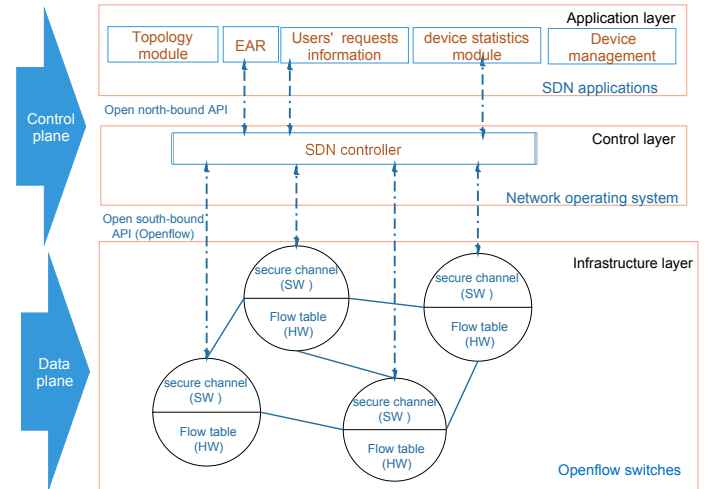 Application layer
Topology
module
EAR
Users' requests
information
device statistics
module
Device
management
SDN applications
Open north-bound API
Control
plane
Control layer
SDN controller
Network operating system
Open south-bound
API (Openflow)
Infrastructure layer
secure channel
(SW )
Flow table
(HW)
secure channel
(SW )
Flow table
(HW)
Data
plane
secure channel
(SW )
Flow table
(HW)
secure channel
(SW )
Flow table
(HW)
Openflow switches